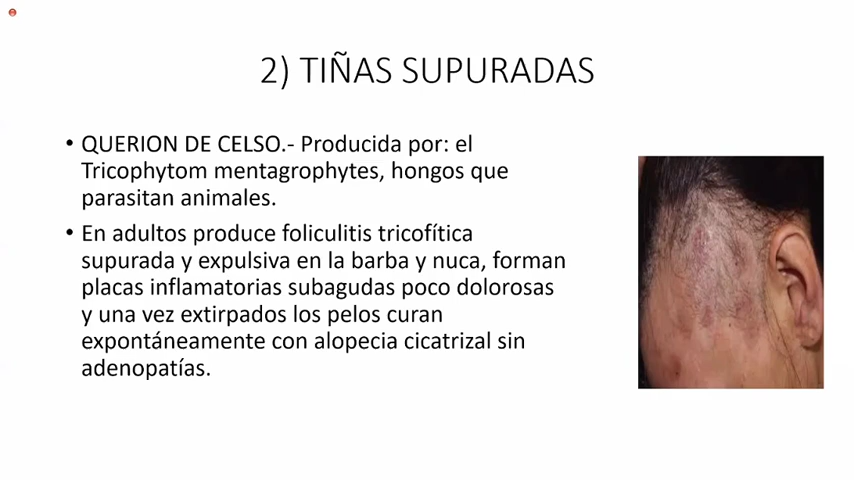 2) TIÑAS SUPURADAS
• QUERION DE CELSO.- Producida por: el
Tricophytom mentagrophytes, hongos que
parasitan animales.
• En adultos produce foliculitis tricofítica
supurada y expulsiva en la barba y nuca, forman
placas inflamatorias subagudas poco dolorosas
y una vez extirpados los pelos curan
expontáneamente con alopecia cicatrizal sin
adenopatías.